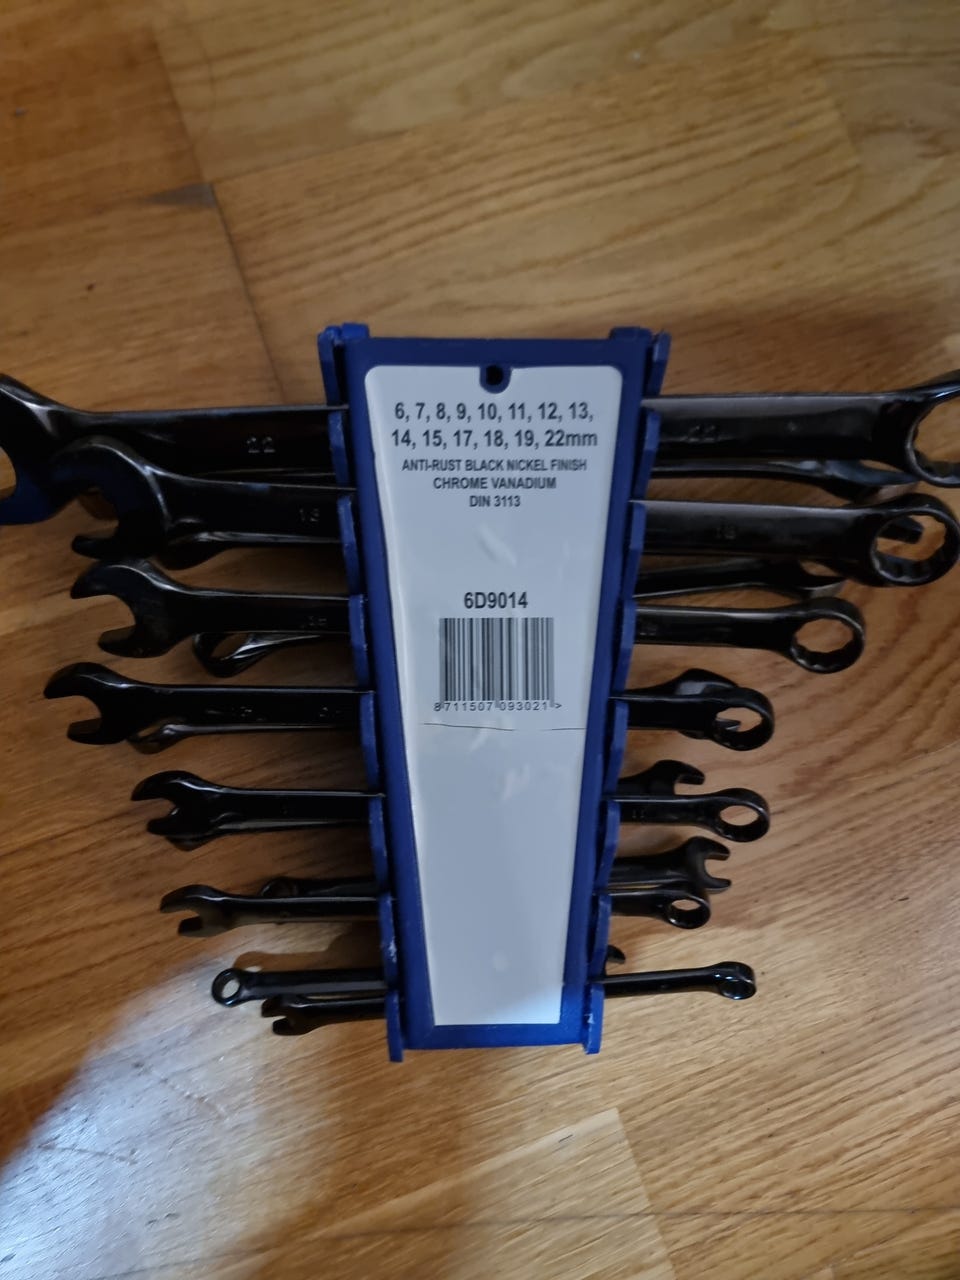 6, 7, 8, 9, 10, 11, 12, 13,
14, 15, 17, 18, 19, 22mm
ANTI-RUST BLACK NICKEL FINISH
CHROME VANADIUM
DIN 3113
22
6D9014
8 711507 093021 >